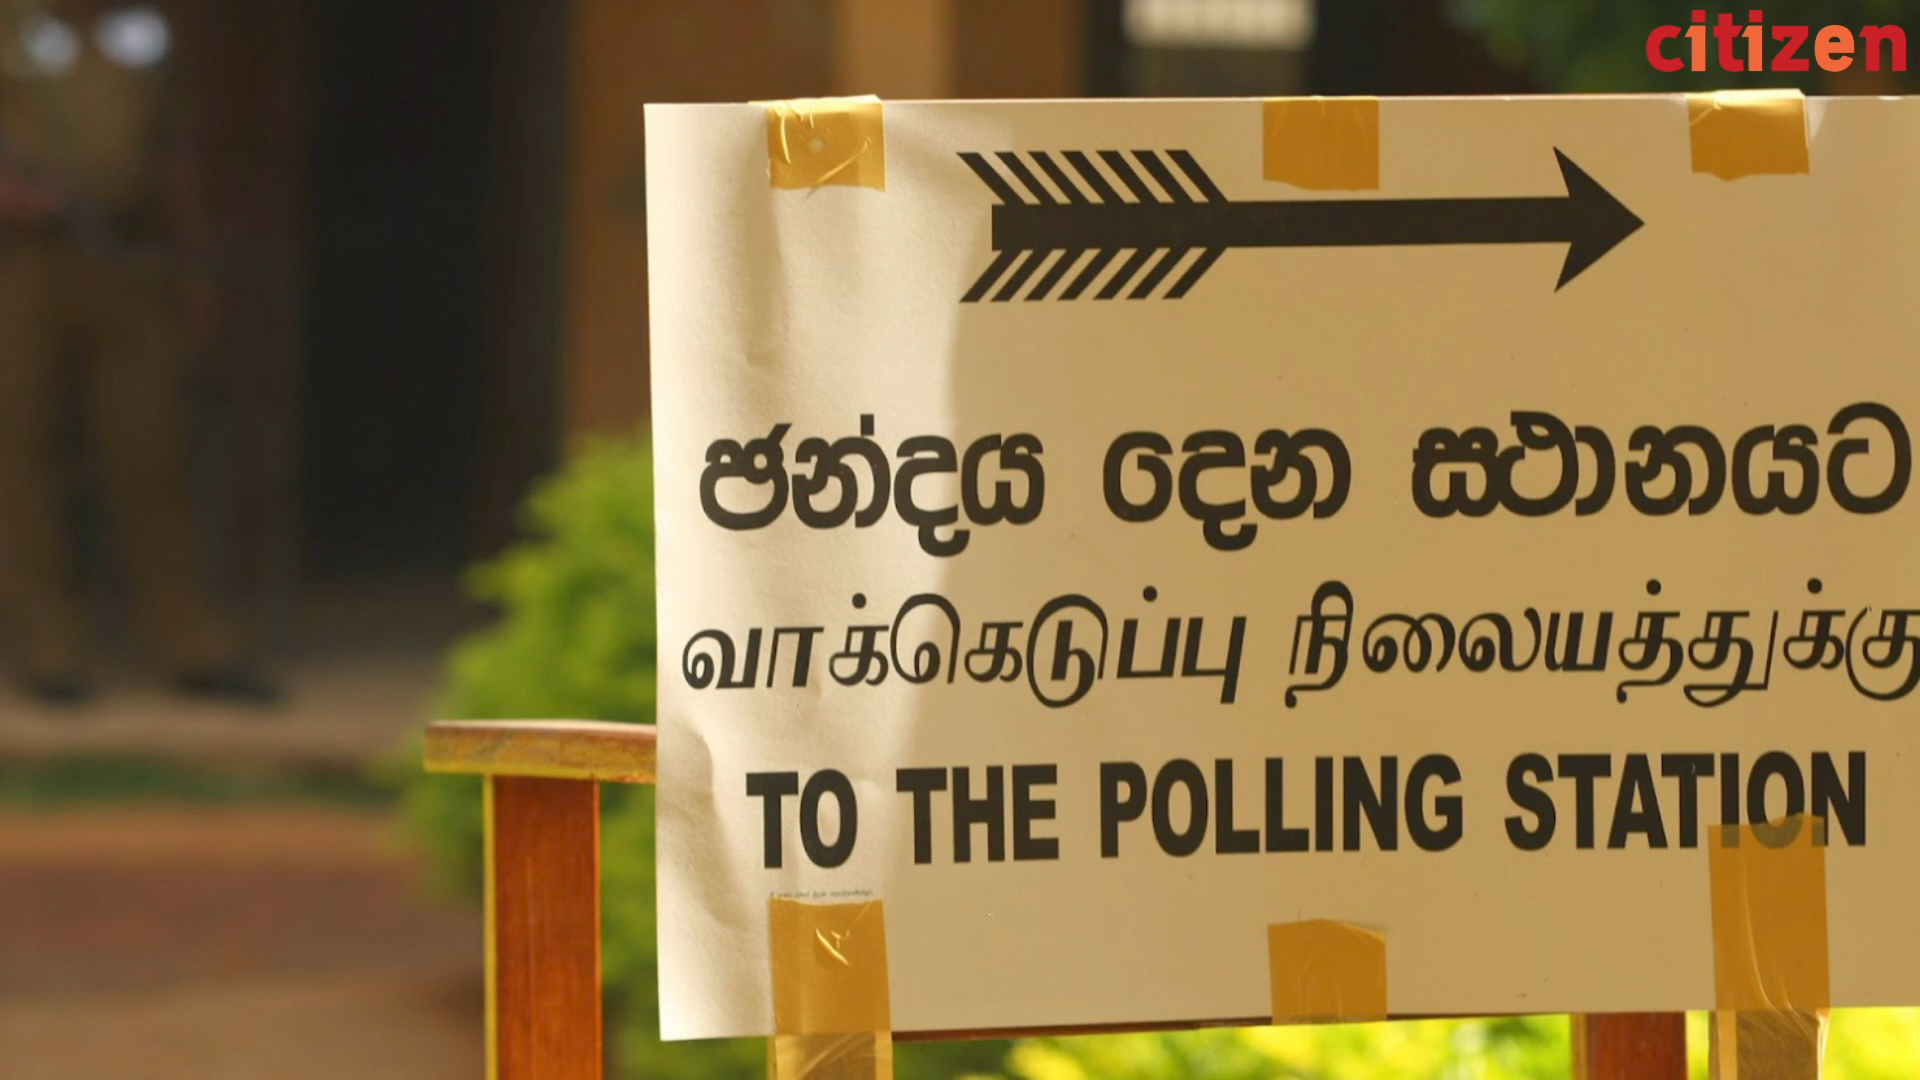 citizen
ඡන්දය දෙන ස්ථානයට
வாக்கெடுப்பு நிலையத்துக்கு
TO THE POLLING STATION